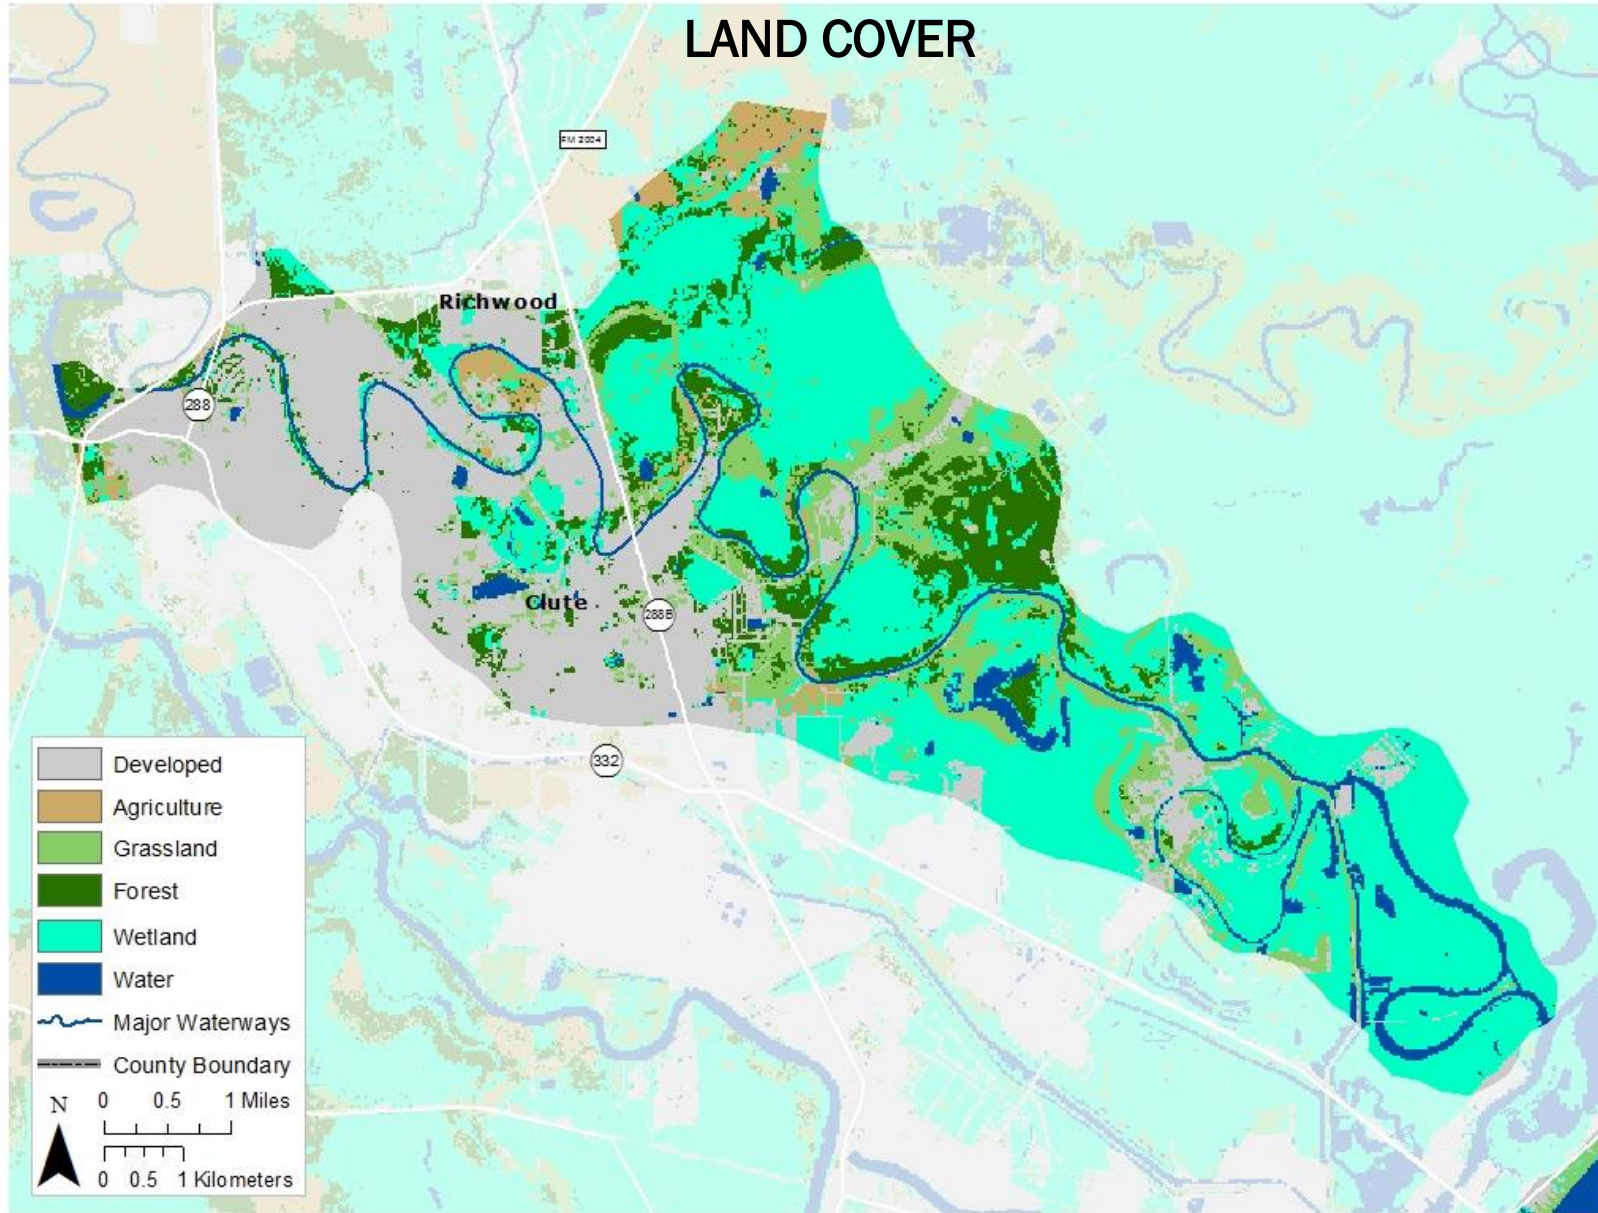 LAND COVER
FM 2004
Richwood
288
Clute
288B
332
Developed
Agriculture
Grassland
Forest
Wetland
Water
Major Waterways
County Boundary
N
0 0.5 1 Miles
0 0.5 1 Kilometers